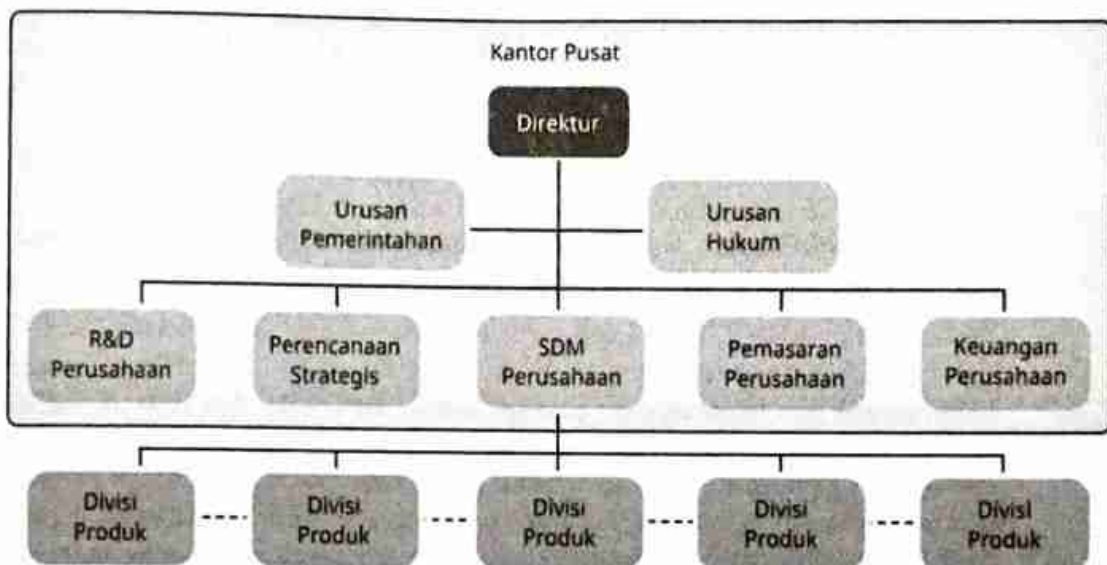 Kantor Pusat
Direktur
Urusan
Pemerintahan
Urusan
Hukum
R&D
Perusahaan
Perencanaan
Strategis
SDM
Perusahaan
Pemasaran
Perusahaan
Keuangan
Perusahaan
Divisi
Produk
Divisi
Produk
Divisi
Produk
Divisi
Produk
Divisi
Produk